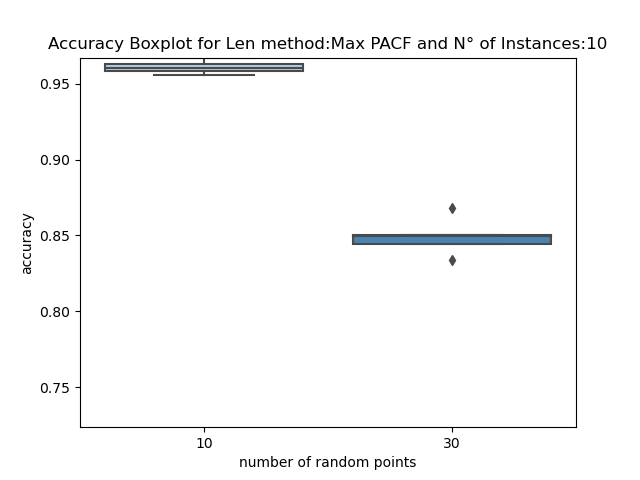 Accuracy Boxplot for Len method:Max PACF and N° of Instances:10
0.95
0.90
0.85
0.80
0.75
accuracy
10 30
number of random points